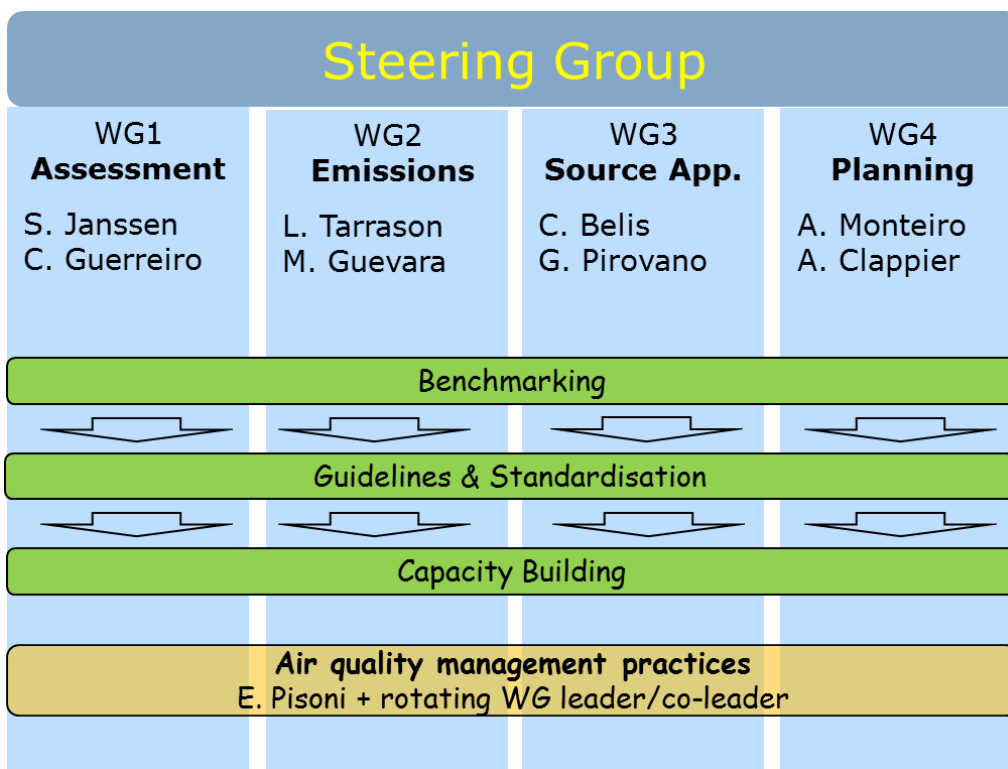 Steering Group
WG1
Assessment
S. Janssen
C. Guerreiro
WG2
Emissions
L. Tarrason
M. Guevara
WG3
Source App.
C. Belis
G. Pirovano
WG4
Planning
A. Monteiro
A. Clappier
Benchmarking
Guidelines & Standardisation
Capacity Building
Air quality management practices
E. Pisoni + rotating WG leader/co-leader